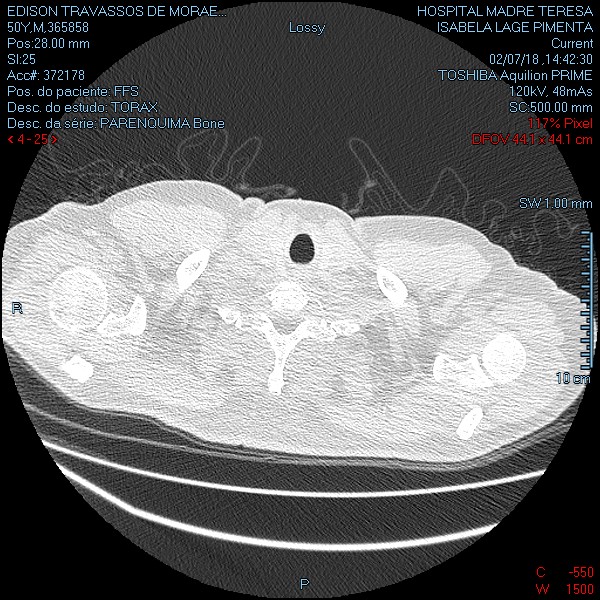 EDISON TRAVASSOS DE MORAE...
50Y,M,365858
Pos:28.00 mm
SI:25
Acc#: 372178
Pos. do paciente: FFS
Desc. do estudo: TORAX
Desc. da série: PARENQUIMA Bone
< 4 - 25 >
Lossy
HOSPITAL MADRE TERESA
ISABELA LAGE PIMENTA
Current
02/07/18 ,14:42:30
TOSHIBA Aquilion PRIME
120kV, 48mAs
SC:500.00 mm
117% Pixel
DFOV 44.1 x 44.1 cm
SW 1.00 mm
R
10 cm
P
C -550
W 1500